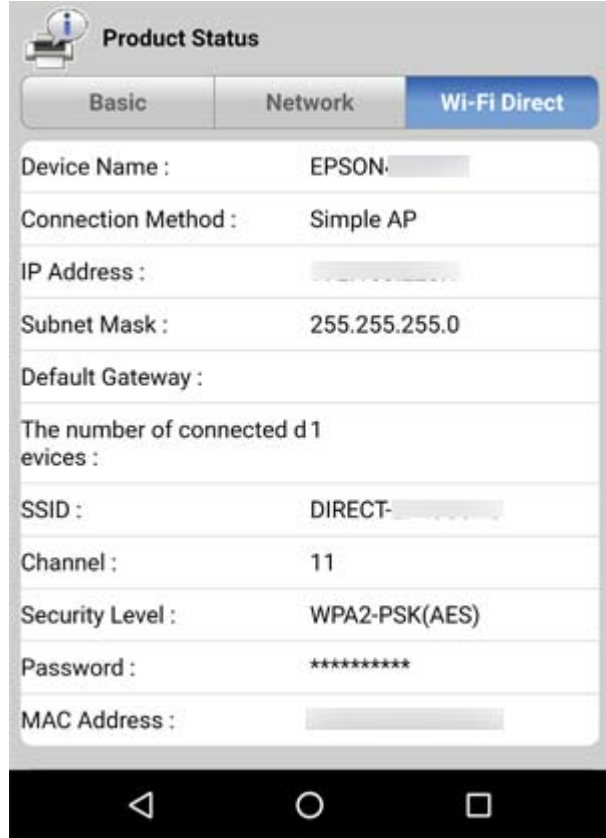 Product Status
Basic Network Wi-Fi Direct
Device Name : EPSON
Connection Method : Simple AP
IP Address :
Subnet Mask : 255.255.255.0
Default Gateway :
The number of connected d 1
evices :
SSID : DIRECT-
Channel : 11
Security Level : WPA2-PSK(AES)
Password : **********
MAC Address :